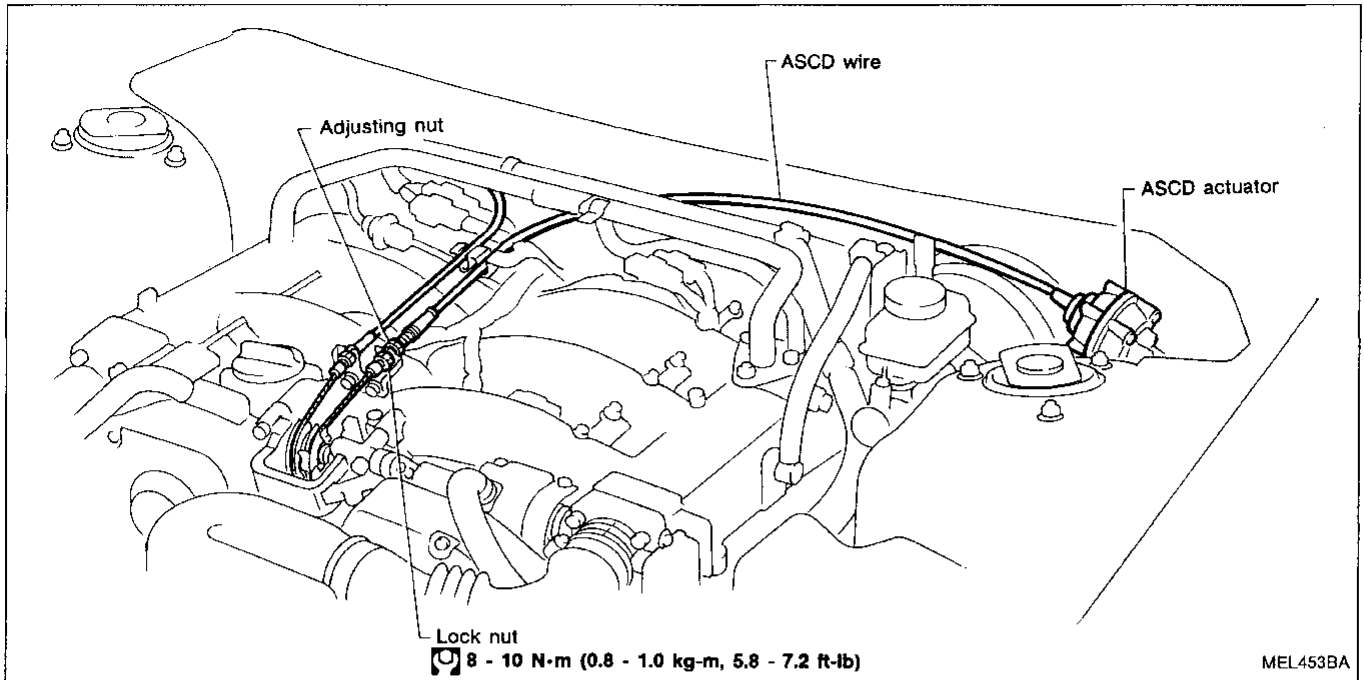 ASCD wire
Adjusting nut
ASCD actuator
Lock nut
8 - 10 N·m (0.8 - 1.0 kg-m, 5.8 - 7.2 ft-lb)
MEL453BA